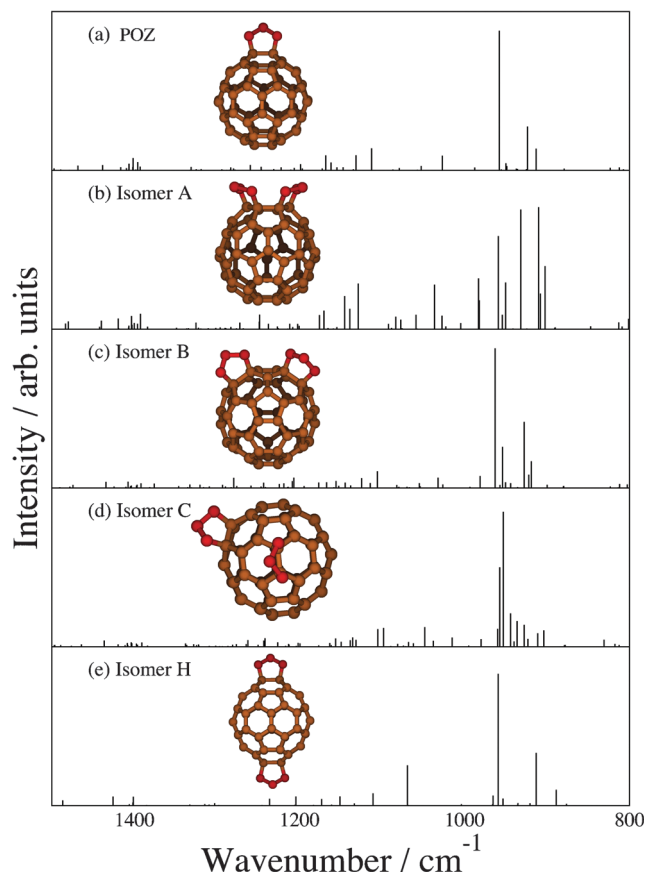 (a) POZ
(b) Isomer A
(c) Isomer B
(d) Isomer C
(e) Isomer H
Intensity / arb. units
1400 1200 1000 800
Wavenumber / cm⁻¹